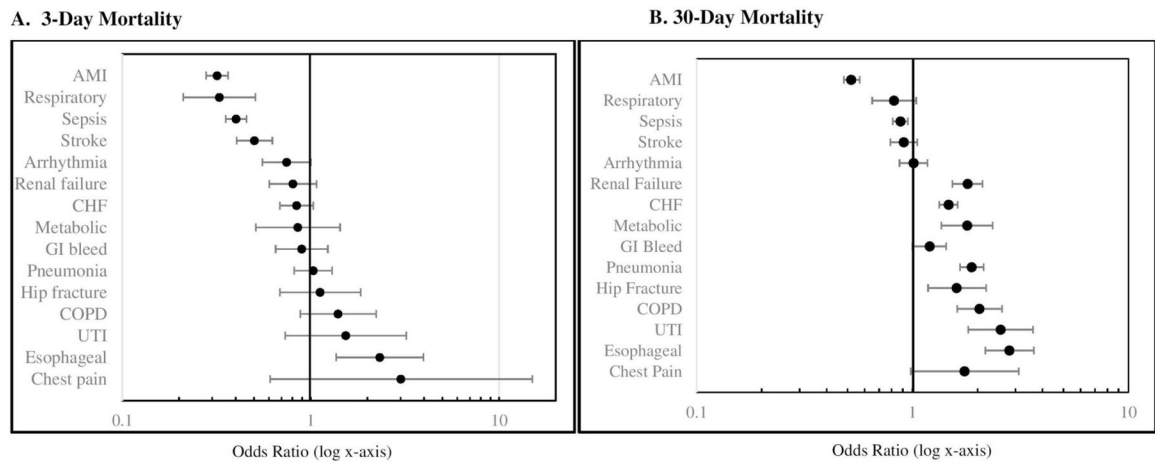 A. 3-Day Mortality
AMI
Respiratory
Sepsis
Stroke
Arrhythmia
Renal failure
CHF
Metabolic
GI bleed
Pneumonia
Hip fracture
COPD
UTI
Esophageal
Chest pain
0.1 1 10
Odds Ratio (log x-axis)
B. 30-Day Mortality
AMI
Respiratory
Sepsis
Stroke
Arrhythmia
Renal Failure
CHF
Metabolic
GI Bleed
Pneumonia
Hip Fracture
COPD
UTI
Esophageal
Chest Pain
0.1 1 10
Odds Ratio (log x-axis)